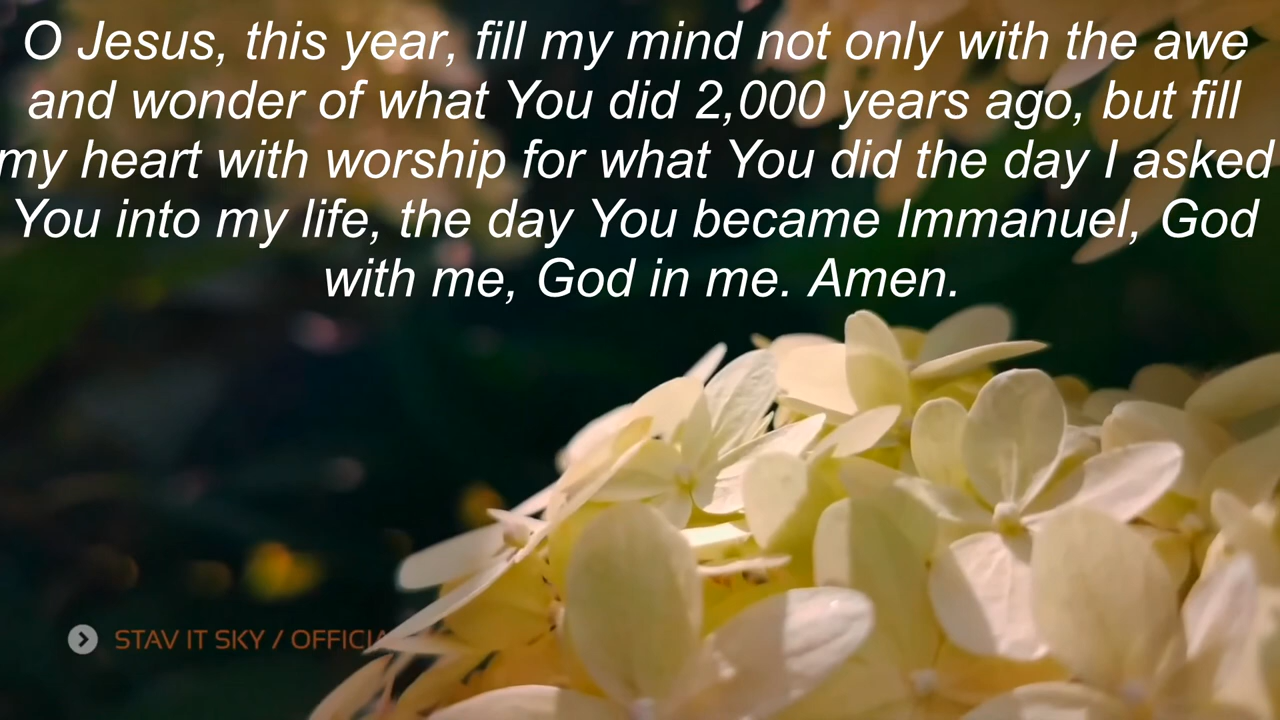 O Jesus, this year, fill my mind not only with the awe
and wonder of what You did 2,000 years ago, but fill
my heart with worship for what You did the day I asked
You into my life, the day You became Immanuel, God
with me, God in me. Amen.
STAV IT SKY / OFFICIA